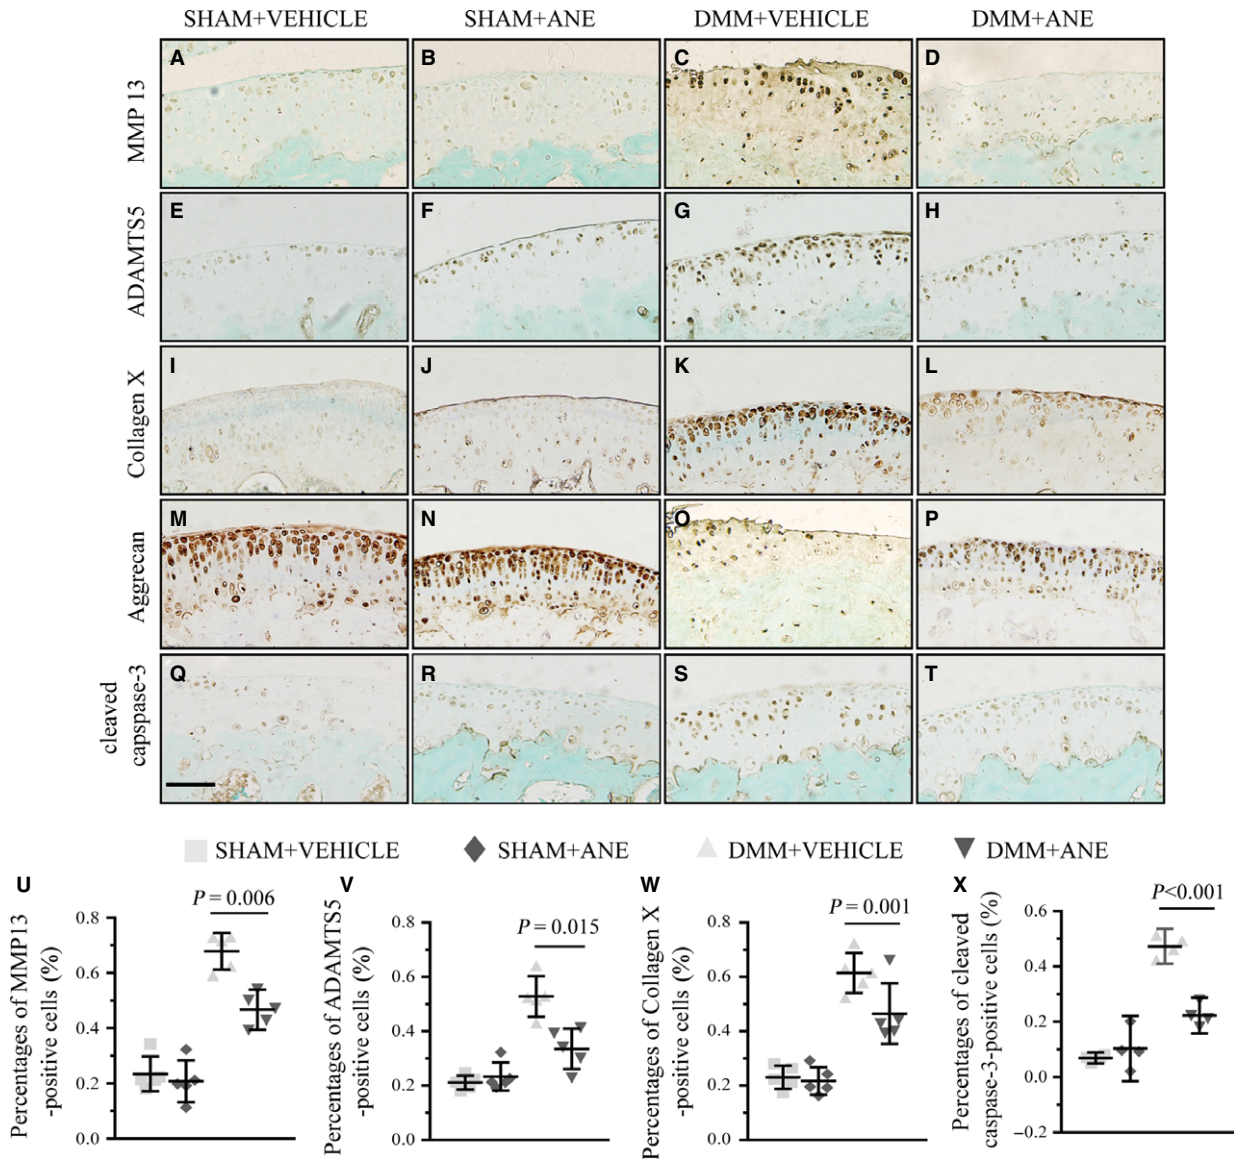 SHAM+VEHICLE SHAM+ANE DMM+VEHICLE DMM+ANE
MMP 13
A B C D
ADAMTS5
E F G H
Collagen X
I J K L
Aggrecan
M N O P
cleaved
capspase-3
Q R S T
SHAM+VEHICLE SHAM+ANE DMM+VEHICLE DMM+ANE
U
Percentages of MMP13
-positive cells (%)
P = 0.006
0.8
0.6
0.4
0.2
0.0
V
Percentages of ADAMTS5
-positive cells (%)
P = 0.015
0.8
0.6
0.4
0.2
0.0
W
Percentages of Collagen X
-positive cells (%)
P = 0.001
0.8
0.6
0.4
0.2
0.0
X
Percentages of cleaved
caspase-3-positive cells (%)
P<0.001
0.6
0.4
0.2
0.0
–0.2